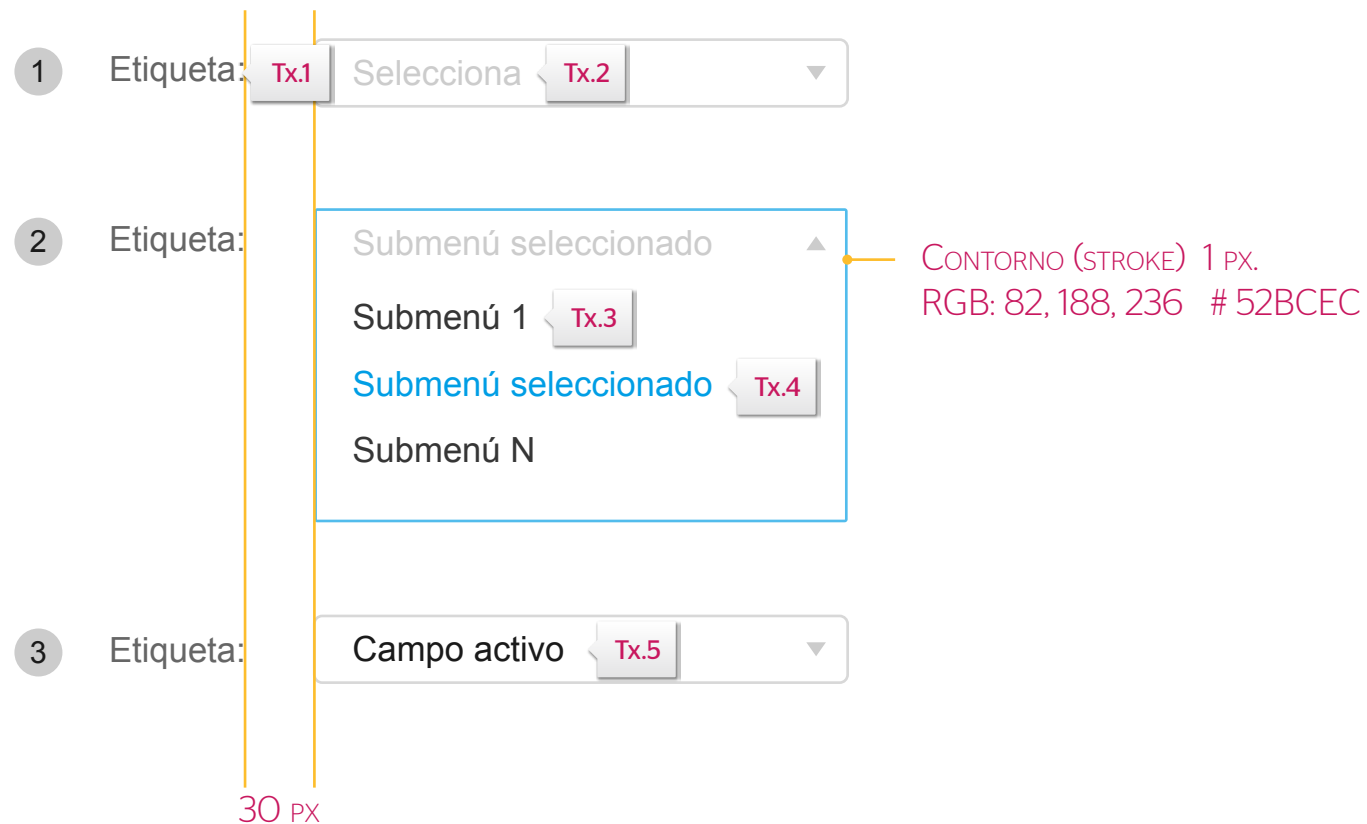 1 Etiqueta: Tx.1 Selecciona Tx.2
2 Etiqueta: Submenú seleccionado
CONTORNO (STROKE) 1 PX.
RGB: 82, 188, 236 # 52BCEC
Submenú 1 Tx.3
Submenú seleccionado Tx.4
Submenú N
3 Etiqueta: Campo activo Tx.5
30 PX